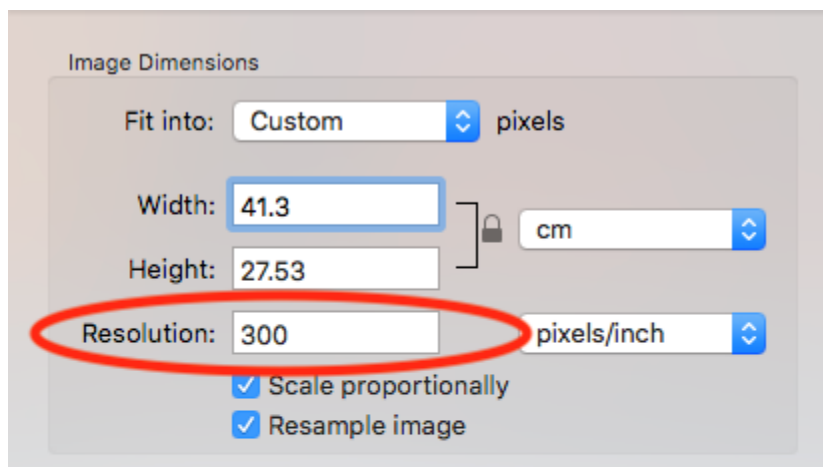 Image Dimensions
Fit into: Custom pixels
Width: 41.3
cm
Height: 27.53
Resolution: 300 pixels/inch
Scale proportionally
Resample image